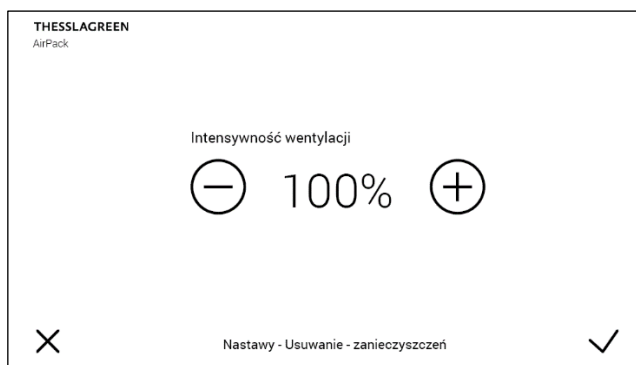 THESSLAGREEN
AirPack
Intensywność wentylacji
100%
Nastawy - Usuwanie - zanieczyszczeń